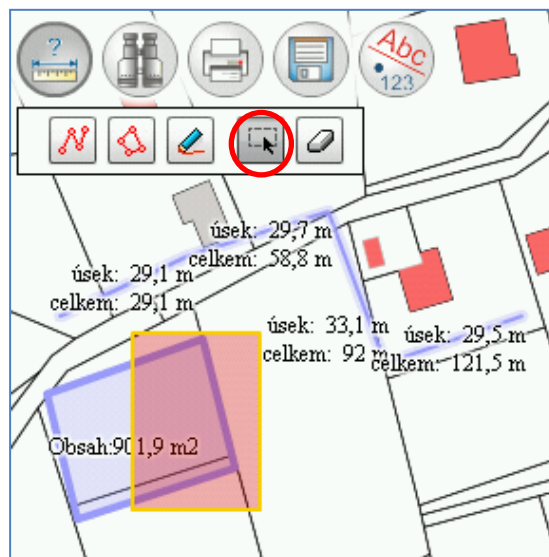 ?
Abc
123
úsek: 29,7 m
celkem: 58,8 m
úsek: 29,1 m
celkem: 29,1 m
úsek: 33,1 m
celkem: 92 m
úsek: 29,5 m
celkem: 121,5 m
Obsah:901,9 m2